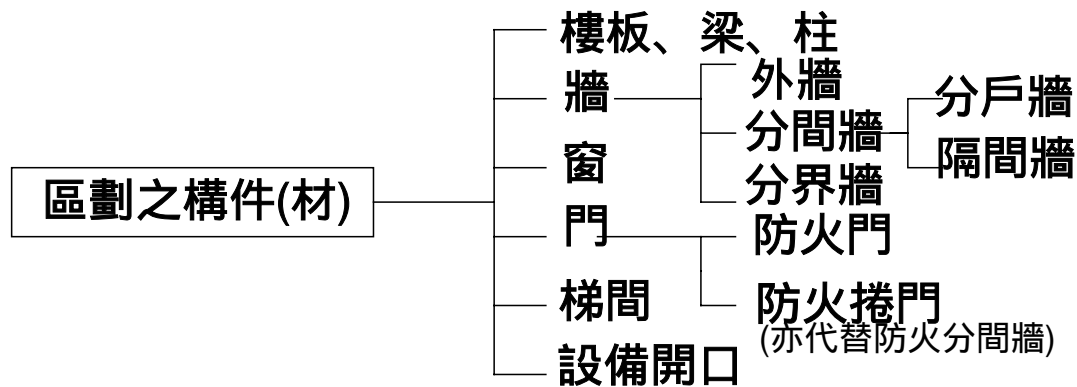 區劃之構件(材)
樓板、梁、柱
牆
外牆
分間牆
分戶牆
隔間牆
分界牆
窗
門
防火門
防火捲門
(亦代替防火分間牆)
梯間
設備開口